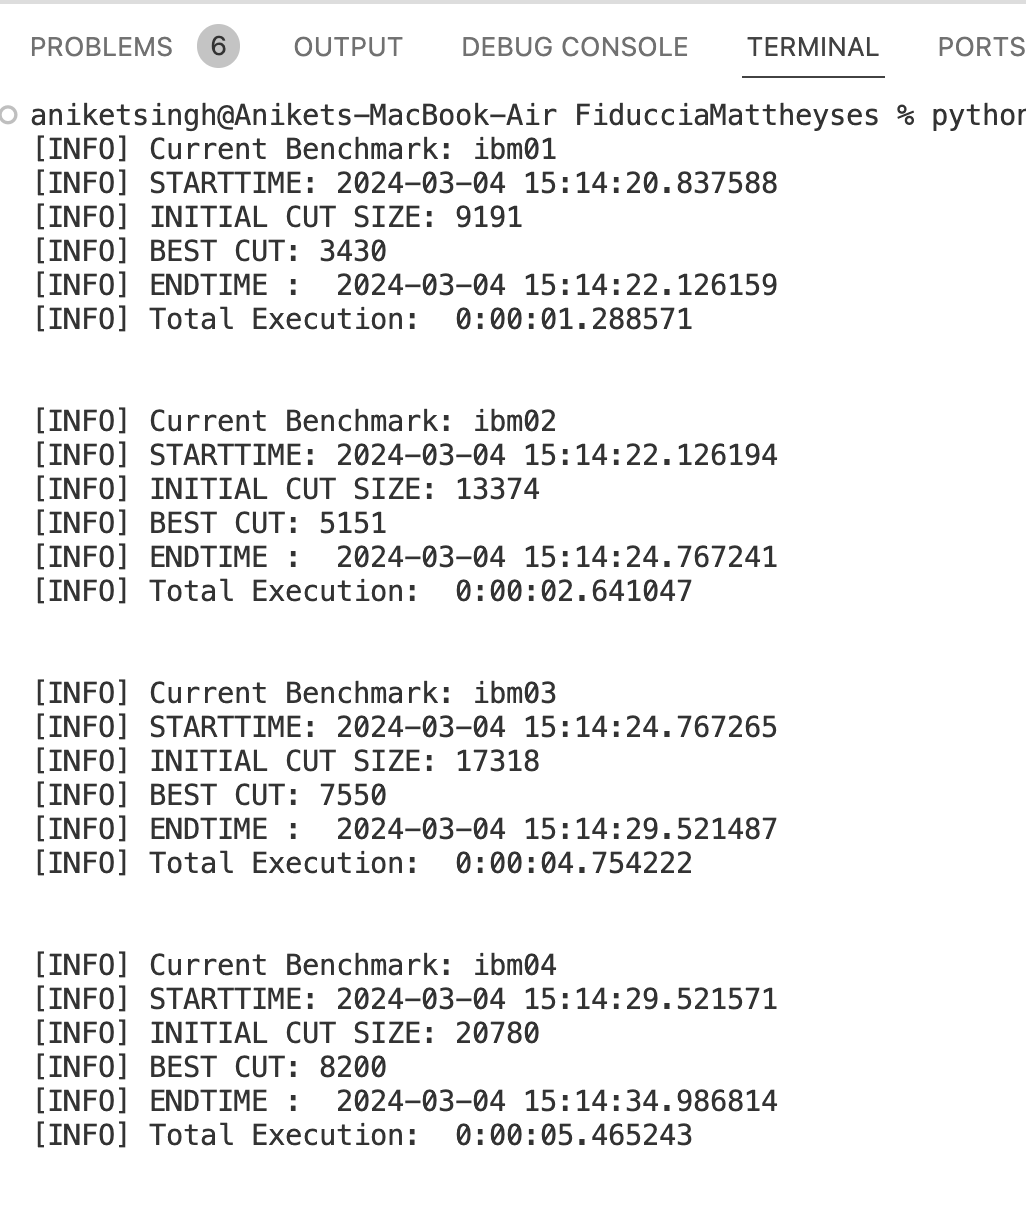 PROBLEMS 6 OUTPUT DEBUG CONSOLE TERMINAL PORTS
aniketsingh@Anikets-MacBook-Air FiducciaMattheyses % python
[INFO] Current Benchmark: ibm01
[INFO] STARTTIME: 2024-03-04 15:14:20.837588
[INFO] INITIAL CUT SIZE: 9191
[INFO] BEST CUT: 3430
[INFO] ENDTIME :  2024-03-04 15:14:22.126159
[INFO] Total Execution:  0:00:01.288571
[INFO] Current Benchmark: ibm02
[INFO] STARTTIME: 2024-03-04 15:14:22.126194
[INFO] INITIAL CUT SIZE: 13374
[INFO] BEST CUT: 5151
[INFO] ENDTIME :  2024-03-04 15:14:24.767241
[INFO] Total Execution:  0:00:02.641047
[INFO] Current Benchmark: ibm03
[INFO] STARTTIME: 2024-03-04 15:14:24.767265
[INFO] INITIAL CUT SIZE: 17318
[INFO] BEST CUT: 7550
[INFO] ENDTIME :  2024-03-04 15:14:29.521487
[INFO] Total Execution:  0:00:04.754222
[INFO] Current Benchmark: ibm04
[INFO] STARTTIME: 2024-03-04 15:14:29.521571
[INFO] INITIAL CUT SIZE: 20780
[INFO] BEST CUT: 8200
[INFO] ENDTIME :  2024-03-04 15:14:34.986814
[INFO] Total Execution:  0:00:05.465243